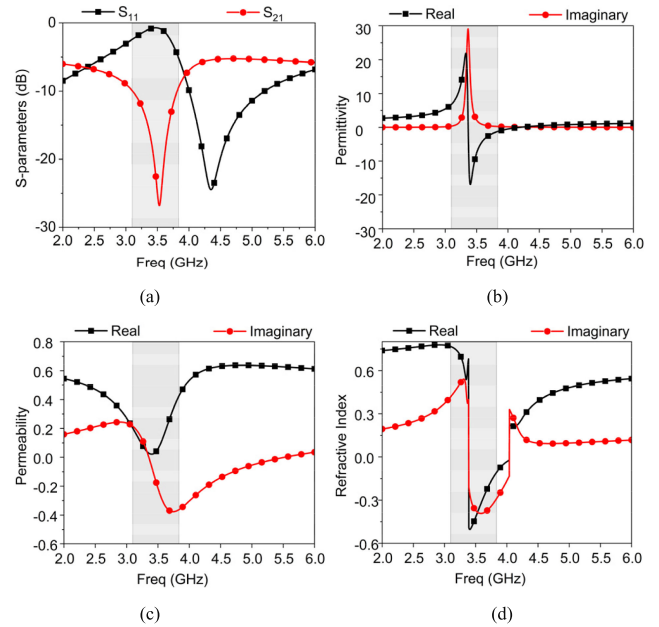 S11 S21
0
-10
-20
-30
S-parameters (dB)
2.0 2.5 3.0 3.5 4.0 4.5 5.0 5.5 6.0
Freq (GHz)
(a)
Real Imaginary
30
20
10
0
-10
-20
30
Permittivity
2.0 2.5 3.0 3.5 4.0 4.5 5.0 5.5 6.0
Freq (GHz)
(b)
Real Imaginary
0.8
0.6
0.4
0.2
0.0
-0.2
-0.4
-0.6
Permeability
2.0 2.5 3.0 3.5 4.0 4.5 5.0 5.5 6.0
Freq (GHz)
(c)
Real Imaginary
0.9
0.6
0.3
0.0
-0.3
-0.6
Refractive Index
2.0 2.5 3.0 3.5 4.0 4.5 5.0 5.5 6.0
Freq (GHz)
(d)